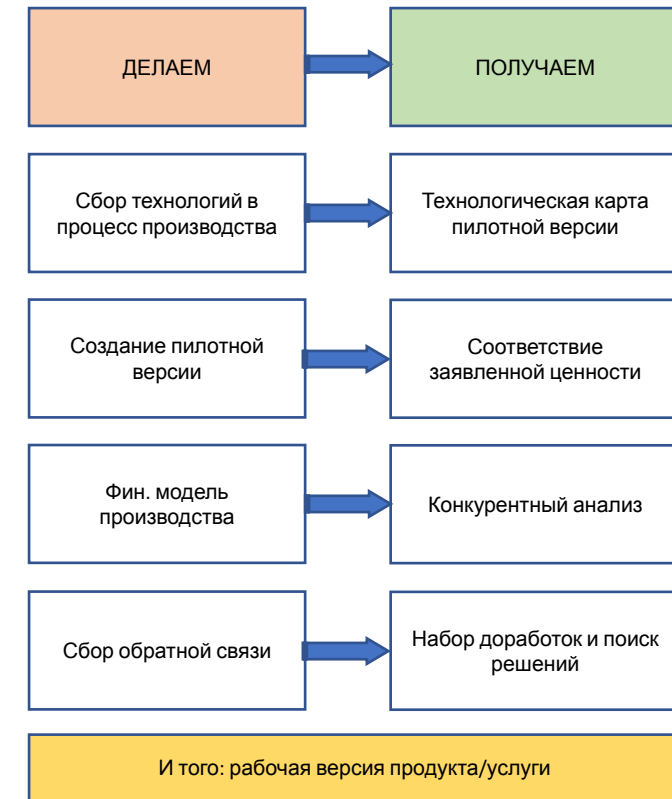 ДЕЛАЕМ
ПОЛУЧАЕМ
Сбор технологий в
процесс производства
Технологическая карта
пилотной версии
Создание пилотной
версии
Соответствие
заявленной ценности
Фин. модель
производства
Конкурентный анализ
Сбор обратной связи
Набор доработок и поиск
решений
И того: рабочая версия продукта/услуги